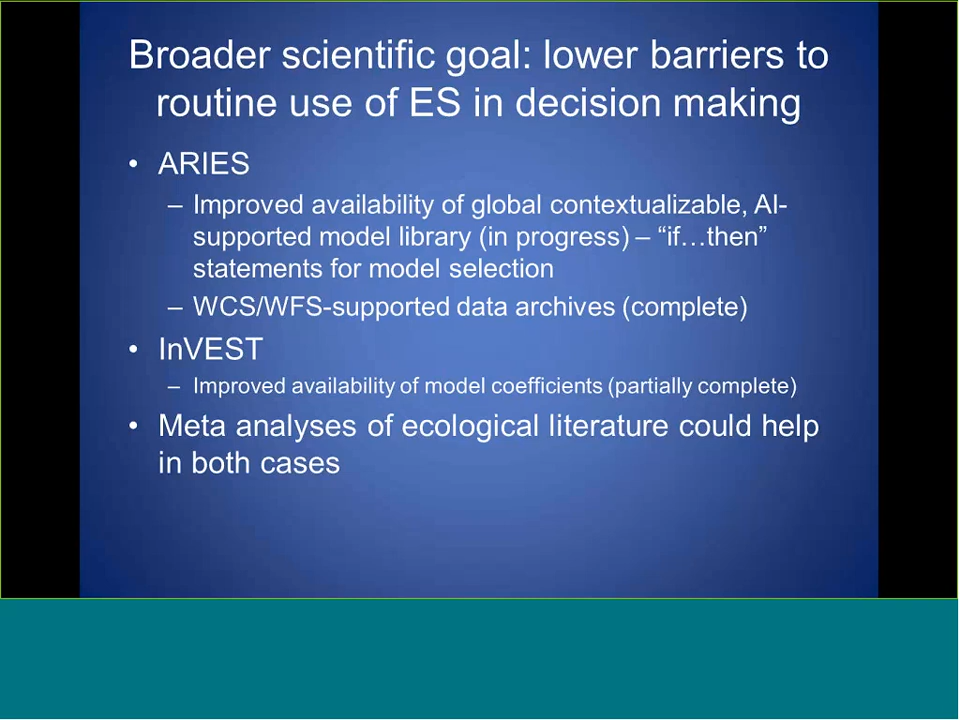 Broader scientific goal: lower barriers to
routine use of ES in decision making
• ARIES
– Improved availability of global contextualizable, AI-
supported model library (in progress) – “if…then”
statements for model selection
– WCS/WFS-supported data archives (complete)
• InVEST
– Improved availability of model coefficients (partially complete)
• Meta analyses of ecological literature could help
in both cases